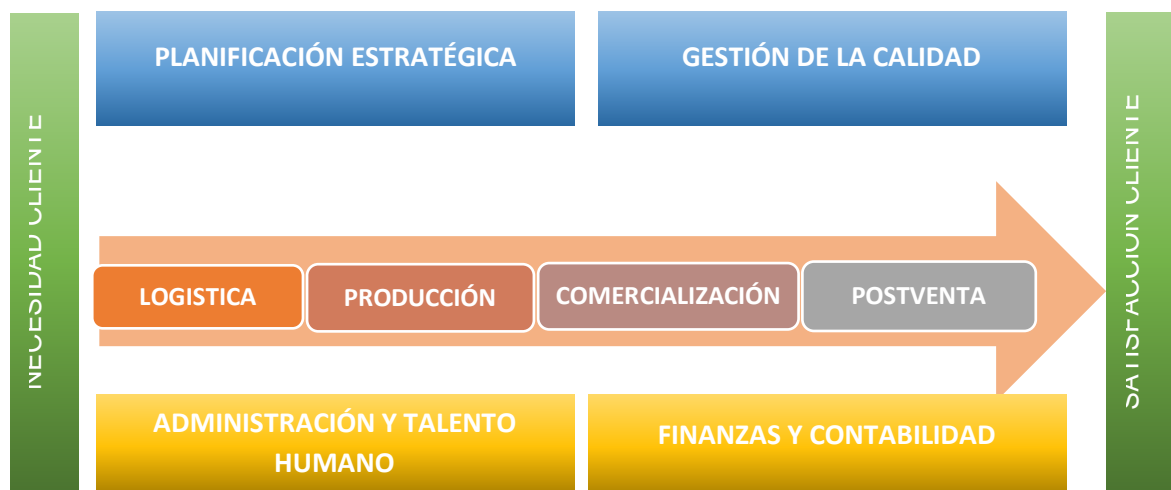 PLANIFICACIÓN ESTRATÉGICA
GESTIÓN DE LA CALIDAD
NECESIDAD CLIENTE
LOGISTICA
PRODUCCIÓN
COMERCIALIZACIÓN
POSTVENTA
SATISFACCIÓN CLIENTE
ADMINISTRACIÓN Y TALENTO
HUMANO
FINANZAS Y CONTABILIDAD